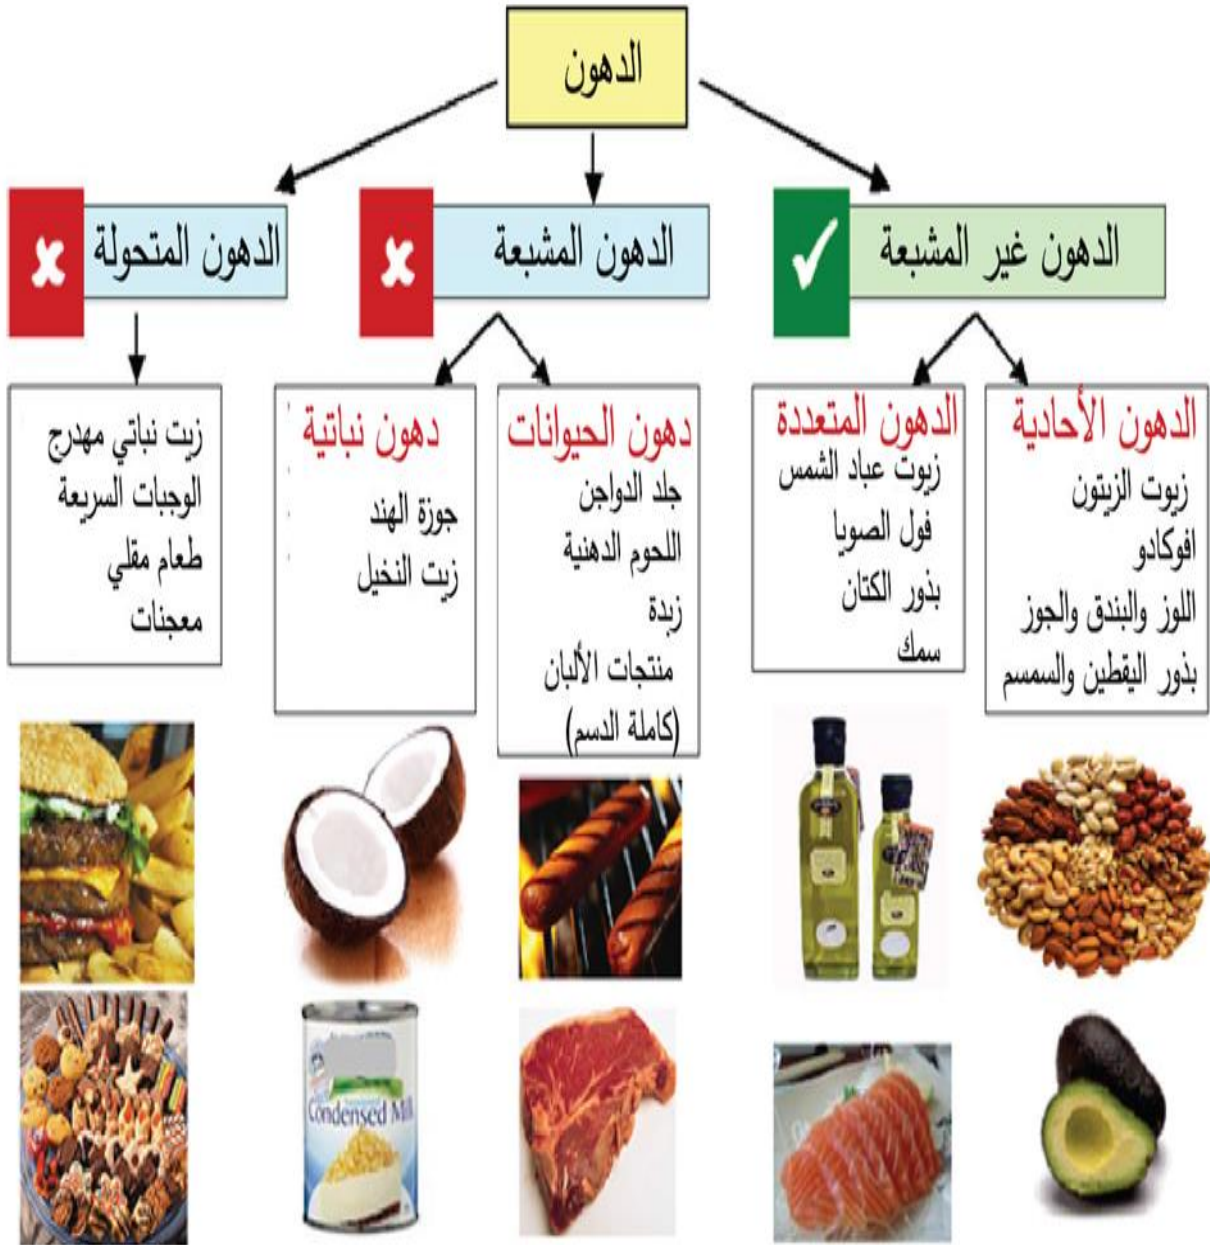 الدهون
الدهون غير المشبعة
الدهون المشبعة
الدهون المتحولة
الدهون الأحادية
زيوت الزيتون
افوكادو
اللوز والبندق والجوز
بذور اليقطين والسمسم
الدهون المتعددة
زيوت عباد الشمس
فول الصويا
بذور الكتان
سمك
دهون الحيوانات
جلد الدواجن
اللحوم الدهنية
زبدة
منتجات الألبان
(كاملة الدسم)
دهون نباتية
جوزة الهند
زيت النخيل
زيت نباتي مهدرج
الوجبات السريعة
طعام مقلي
معجنات
Condensed Milk